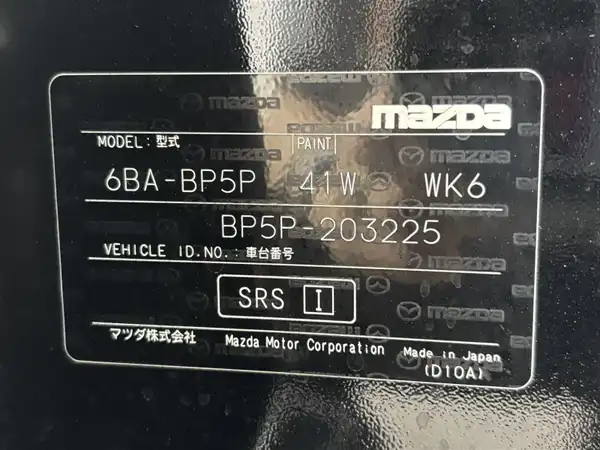 mazda
MODEL：型式 PAINT
6BA-BP5P 41W WK6
BP5P-203225
VEHICLE ID.NO.：車台番号
SRS I
マツダ株式会社 Mazda Motor Corporation Made in Japan
(D10A)